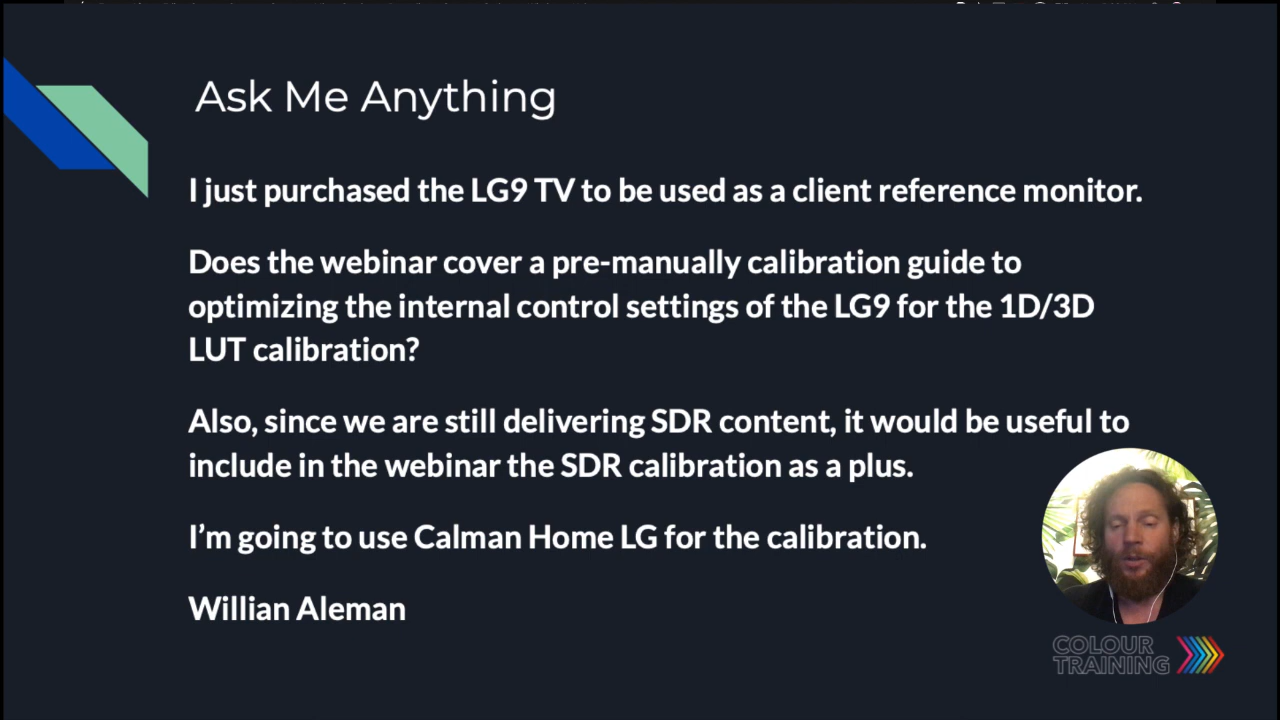 Ask Me Anything
I just purchased the LG9 TV to be used as a client reference monitor.
Does the webinar cover a pre-manually calibration guide to
optimizing the internal control settings of the LG9 for the 1D/3D
LUT calibration?
Also, since we are still delivering SDR content, it would be useful to
include in the webinar the SDR calibration as a plus.
I’m going to use Calman Home LG for the calibration.
Willian Aleman
COLOUR
TRAINING